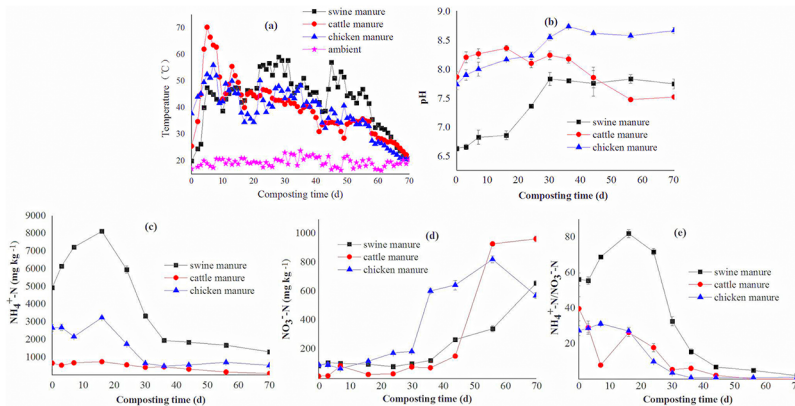 (a)
swine manure
cattle manure
chicken manure
ambient
Temperature (℃)
80
70
60
50
40
30
20
0 10 20 30 40 50 60 70
Composting time (d)
(b)
pH
9.0
8.5
8.0
7.5
7.0
6.5
swine manure
cattle manure
chicken manure
0 10 20 30 40 50 60 70
Composting time (d)
(c)
NH4+-N (mg kg-1)
9000
8000
7000
6000
5000
4000
3000
2000
1000
swine manure
cattle manure
chicken manure
0 10 20 30 40 50 60 70
Composting time (d)
(d)
NO3--N (mg kg-1)
1000
800
600
400
200
swine manure
cattle manure
chicken manure
0 10 20 30 40 50 60 70
Composting time (d)
(e)
NH4+-N/NO3--N
80
60
40
20
0
swine manure
cattle manure
chicken manure
0 10 20 30 40 50 60 70
Composting time (d)